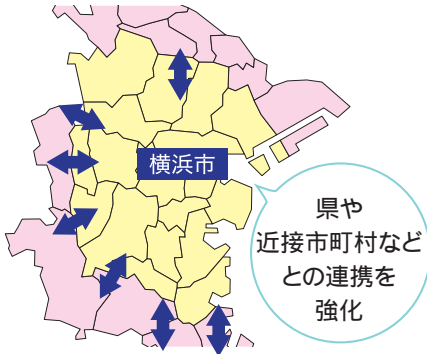 横浜市
県や
近接市町村など
との連携を
強化